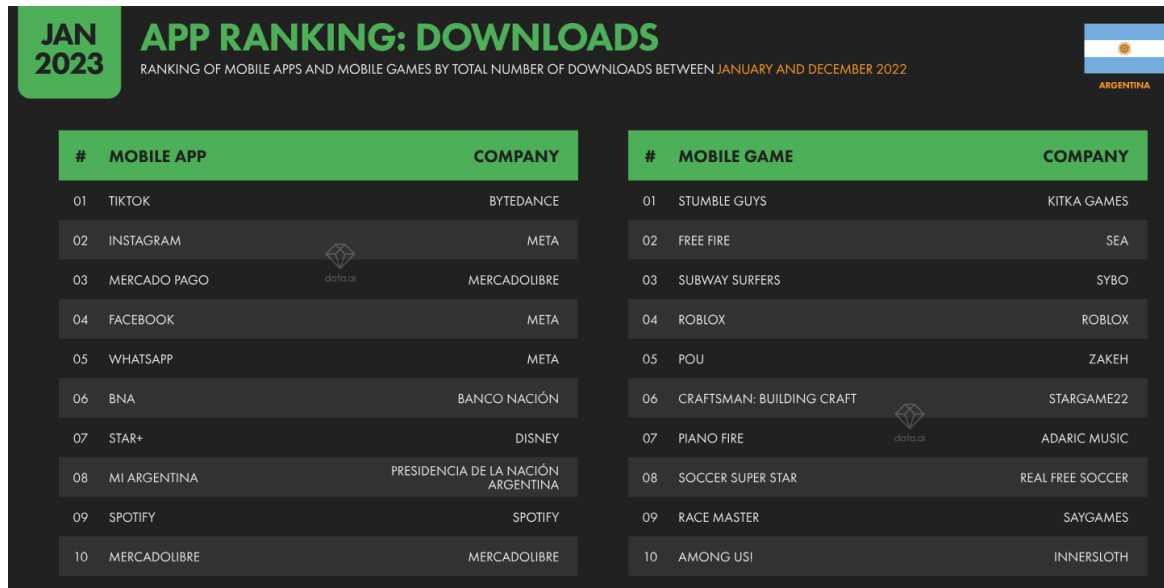 JAN
2023
APP RANKING: DOWNLOADS
RANKING OF MOBILE APPS AND MOBILE GAMES BY TOTAL NUMBER OF DOWNLOADS BETWEEN JANUARY AND DECEMBER 2022
ARGENTINA
# MOBILE APP COMPANY
01 TIKTOK BYTEDANCE
02 INSTAGRAM META
03 MERCADO PAGO MERCADOLIBRE
04 FACEBOOK META
05 WHATSAPP META
06 BNA BANCO NACIÓN
07 STAR+ DISNEY
08 MI ARGENTINA PRESIDENCIA DE LA NACIÓN
ARGENTINA
09 SPOTIFY SPOTIFY
10 MERCADOLIBRE MERCADOLIBRE
data.ai
# MOBILE GAME COMPANY
01 STUMBLE GUYS KITKA GAMES
02 FREE FIRE SEA
03 SUBWAY SURFERS SYBO
04 ROBLOX ROBLOX
05 POU ZAKEH
06 CRAFTSMAN: BUILDING CRAFT STARGAME22
07 PIANO FIRE ADARIC MUSIC
08 SOCCER SUPER STAR REAL FREE SOCCER
09 RACE MASTER SAYGAMES
10 AMONG US! INNERSLOTH
data.ai